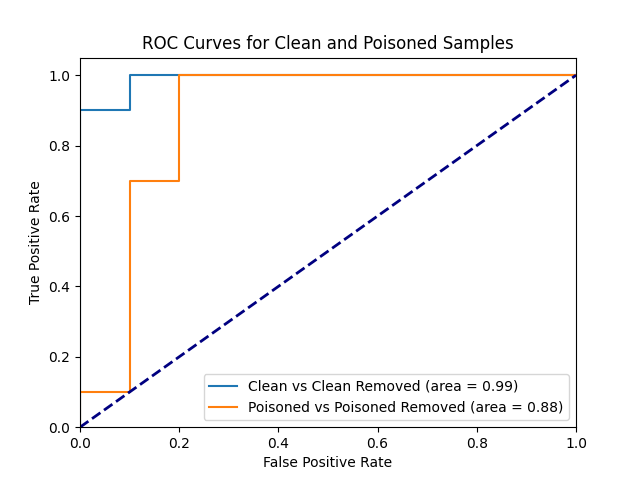 ROC Curves for Clean and Poisoned Samples
True Positive Rate
1.0
0.8
0.6
0.4
0.2
0.0
Clean vs Clean Removed (area = 0.99)
Poisoned vs Poisoned Removed (area = 0.88)
0.0 0.2 0.4 0.6 0.8 1.0
False Positive Rate